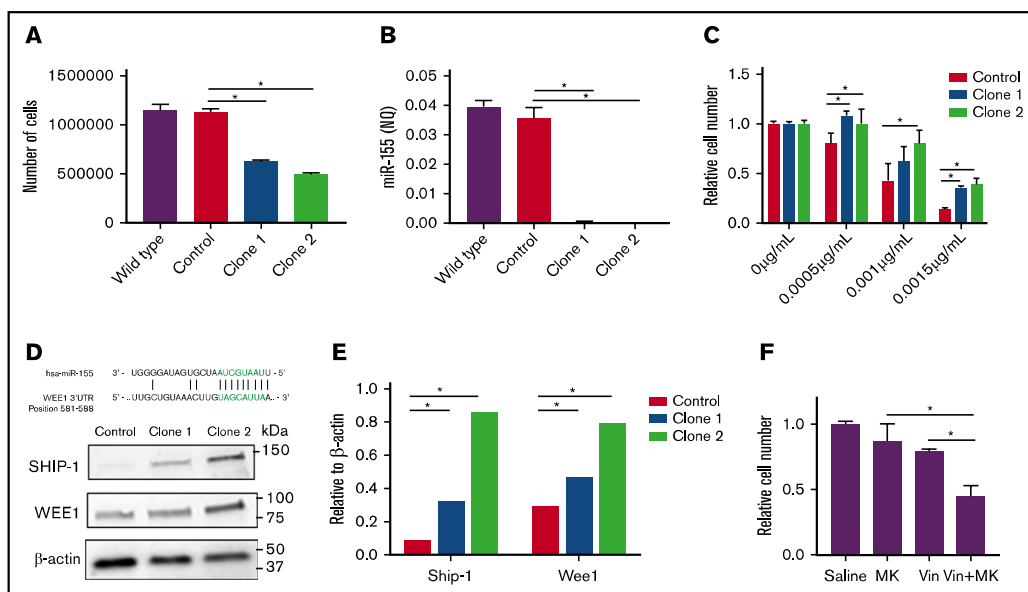 A
Number of cells
1500000
1000000
500000
0
Wild type
Control
Clone 1
Clone 2
*
*
B
miR-155 (NQ)
0.05
0.04
0.03
0.02
0.01
0.00
Wild type
Control
Clone 1
Clone 2
*
*
C
Relative cell number
1.5
1.0
0.5
0.0
0µg/mL
0.0005µg/mL
0.001µg/mL
0.0015µg/mL
*
*
*
*
*
Control
Clone 1
Clone 2
D
hsa-miR-155 3'- UGGGGAUAGUGCUAAUCGUAAUU -5'
WEE1 3'UTR 5'- ..UUGCUGUAAACUUGUAGCAUUA.. - 3'
Position 581-588
Control Clone 1 Clone 2 kDa
SHIP-1 150
WEE1 100
75
β-actin 50
37
E
Relative to β-actin
1.0
0.8
0.6
0.4
0.2
0.0
Ship-1 Wee1
*
*
*
*
Control
Clone 1
Clone 2
F
Relative cell number
1.0
0.5
0.0
Saline MK Vin Vin+MK
*
*